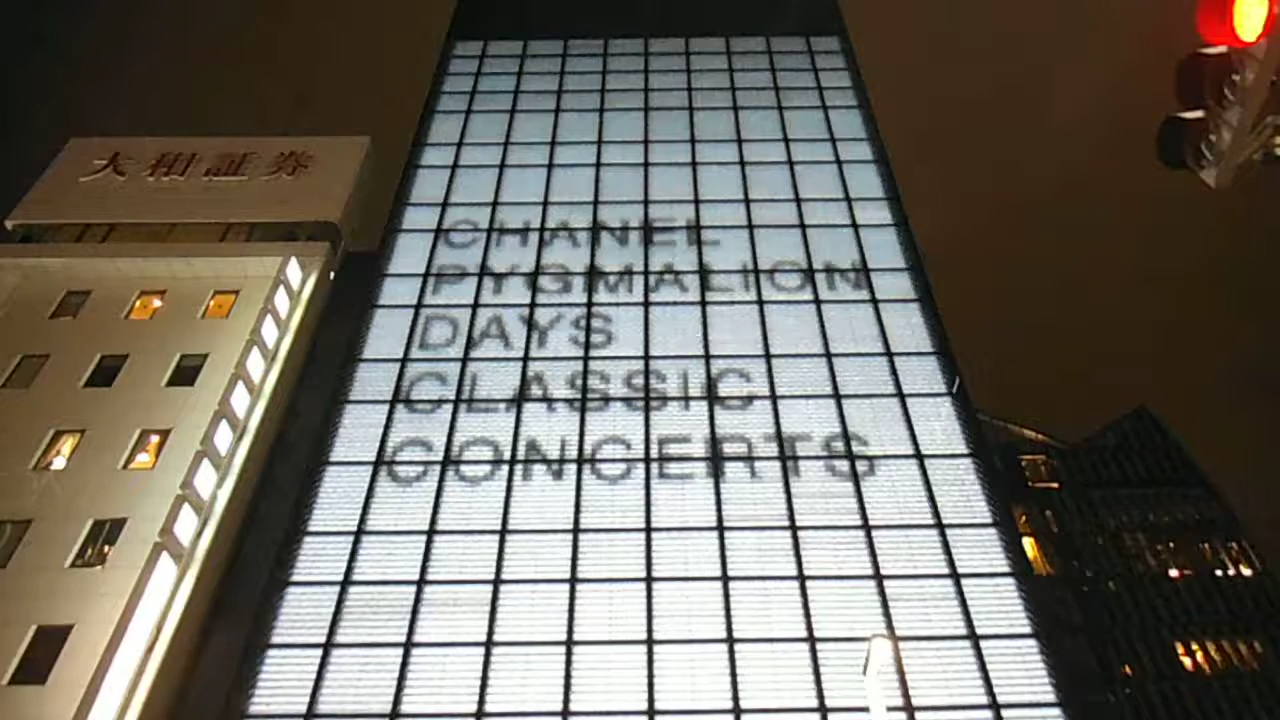 大和証券
CHANEL
PYGMALION
DAYS
CLASSIC
CONCERTS